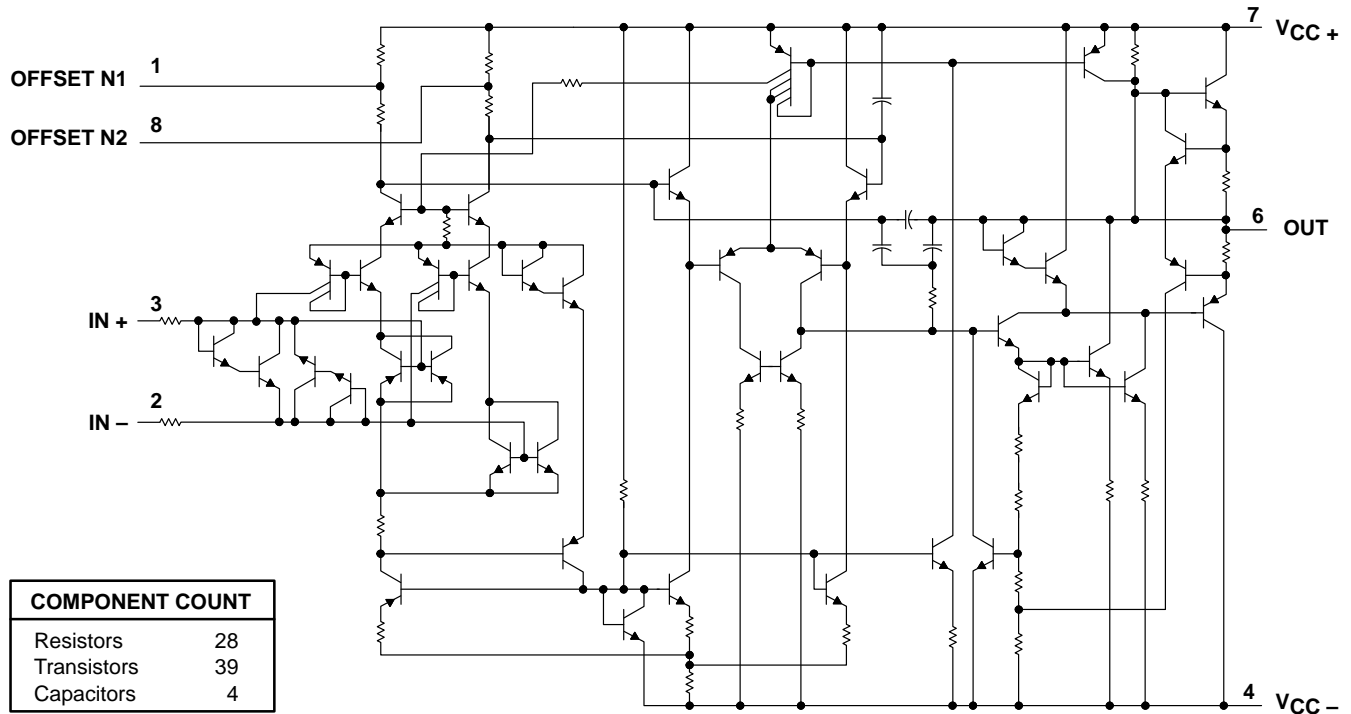 7 VCC +
OFFSET N1 1
OFFSET N2 8
6 OUT
IN + 3
IN – 2
COMPONENT COUNT
Resistors 28
Transistors 39
Capacitors 4
4 VCC –